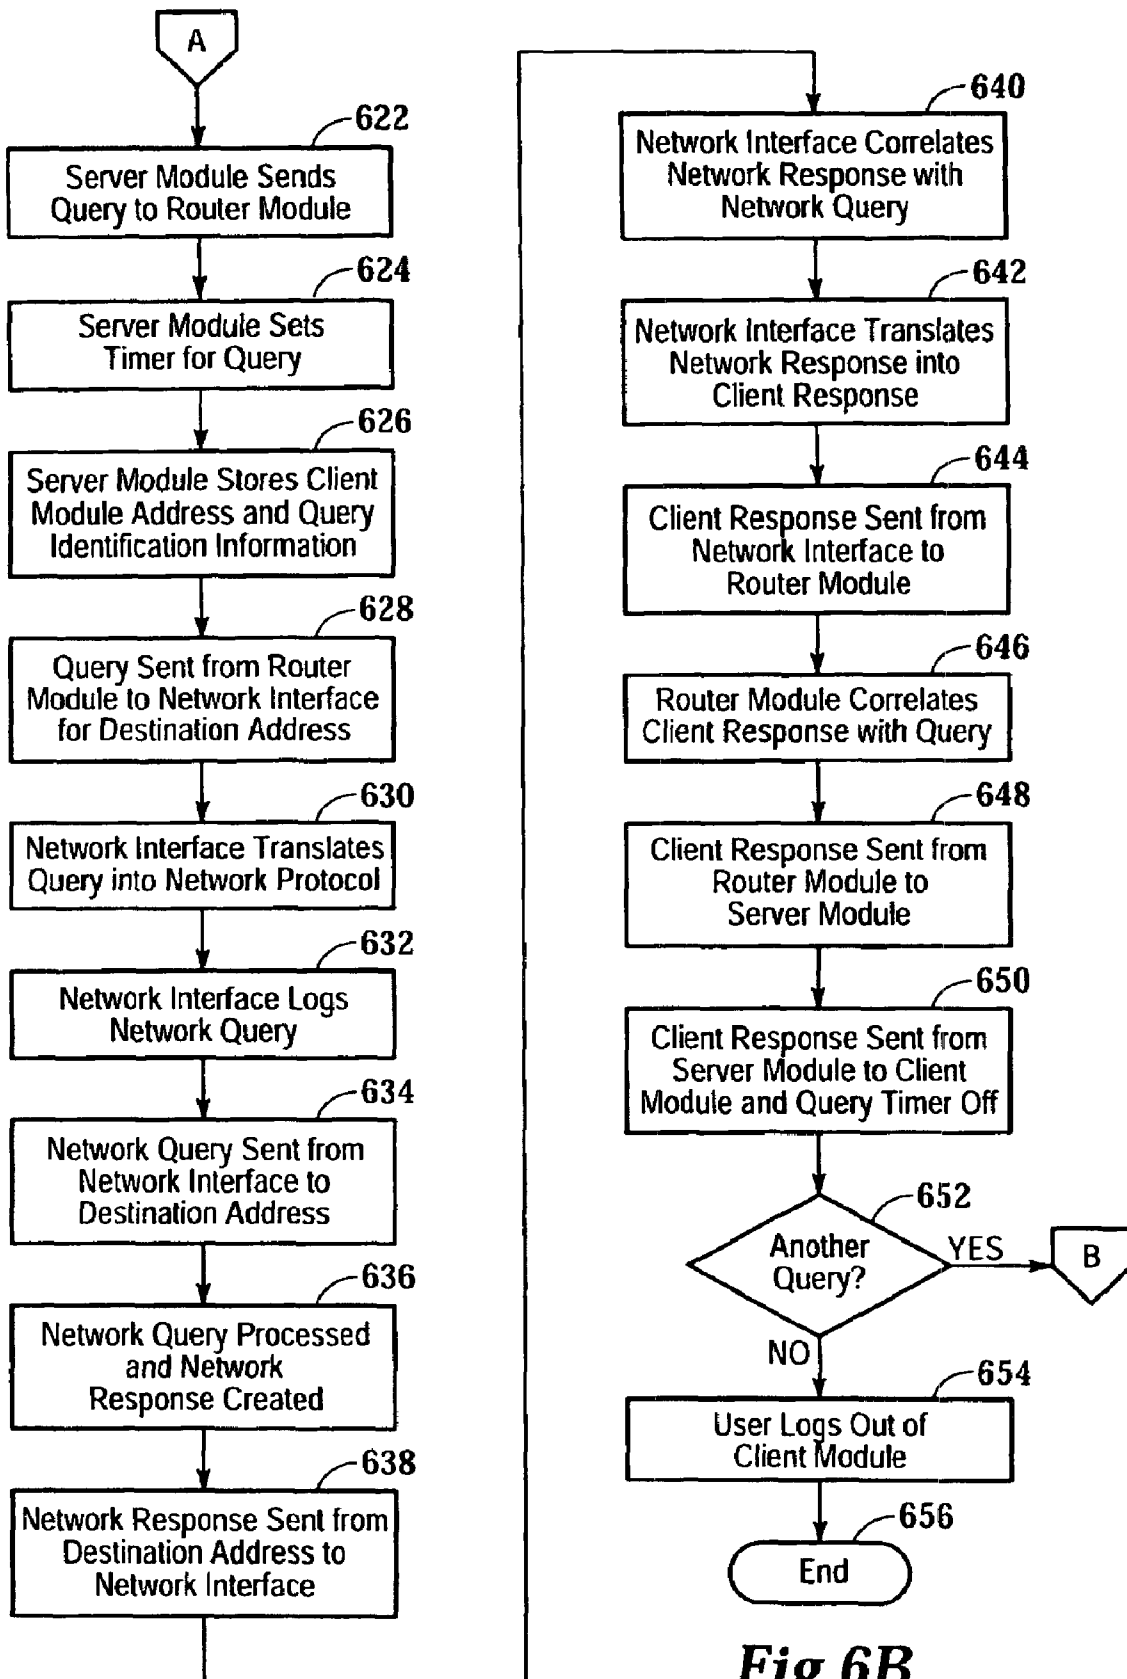 A
622
Server Module Sends
Query to Router Module
624
Server Module Sets
Timer for Query
626
Server Module Stores Client
Module Address and Query
Identification Information
628
Query Sent from Router
Module to Network Interface
for Destination Address
630
Network Interface Translates
Query into Network Protocol
632
Network Interface Logs
Network Query
634
Network Query Sent from
Network Interface to
Destination Address
636
Network Query Processed
and Network
Response Created
638
Network Response Sent from
Destination Address to
Network Interface
640
Network Interface Correlates
Network Response with
Network Query
642
Network Interface Translates
Network Response into
Client Response
644
Client Response Sent from
Network Interface to
Router Module
646
Router Module Correlates
Client Response with Query
648
Client Response Sent from
Router Module to
Server Module
650
Client Response Sent from
Server Module to Client
Module and Query Timer Off
652
Another
Query?
YES
B
NO
654
User Logs Out of
Client Module
656
End
Fig 6B